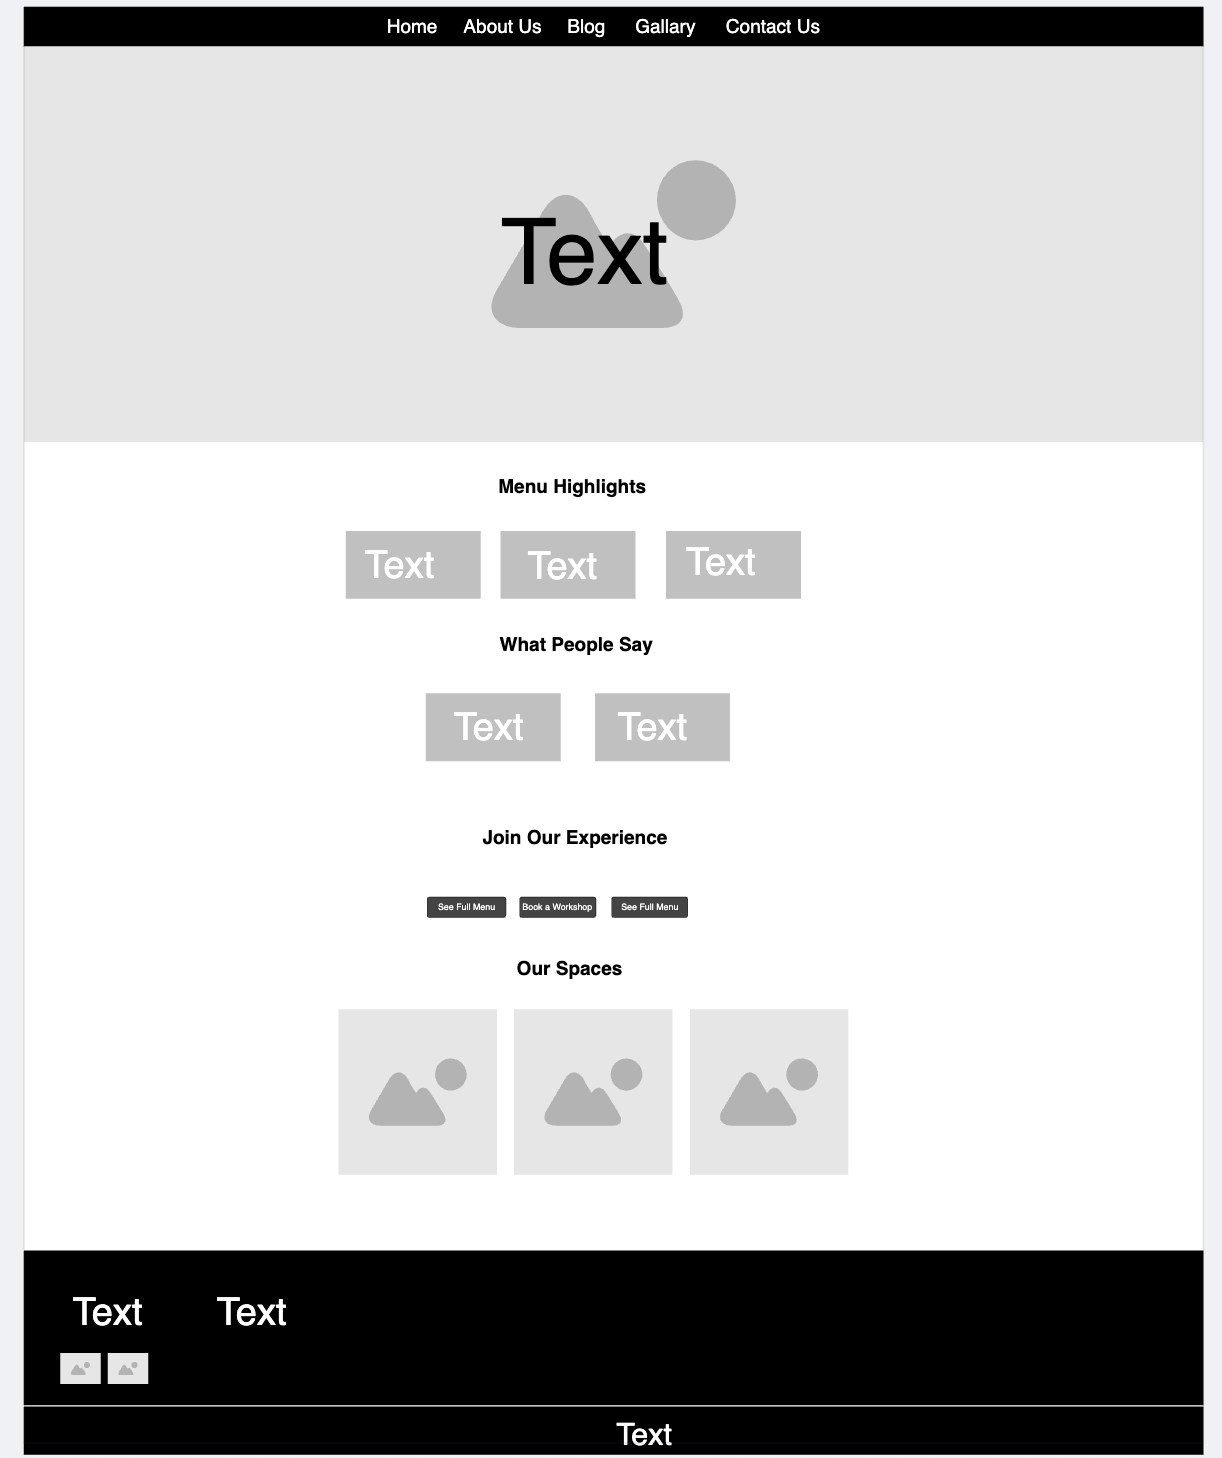 Home About Us Blog Gallary Contact Us
Text
Menu Highlights
Text Text Text
What People Say
Text Text
Join Our Experience
See Full Menu Book a Workshop See Full Menu
Our Spaces
Text Text
Text